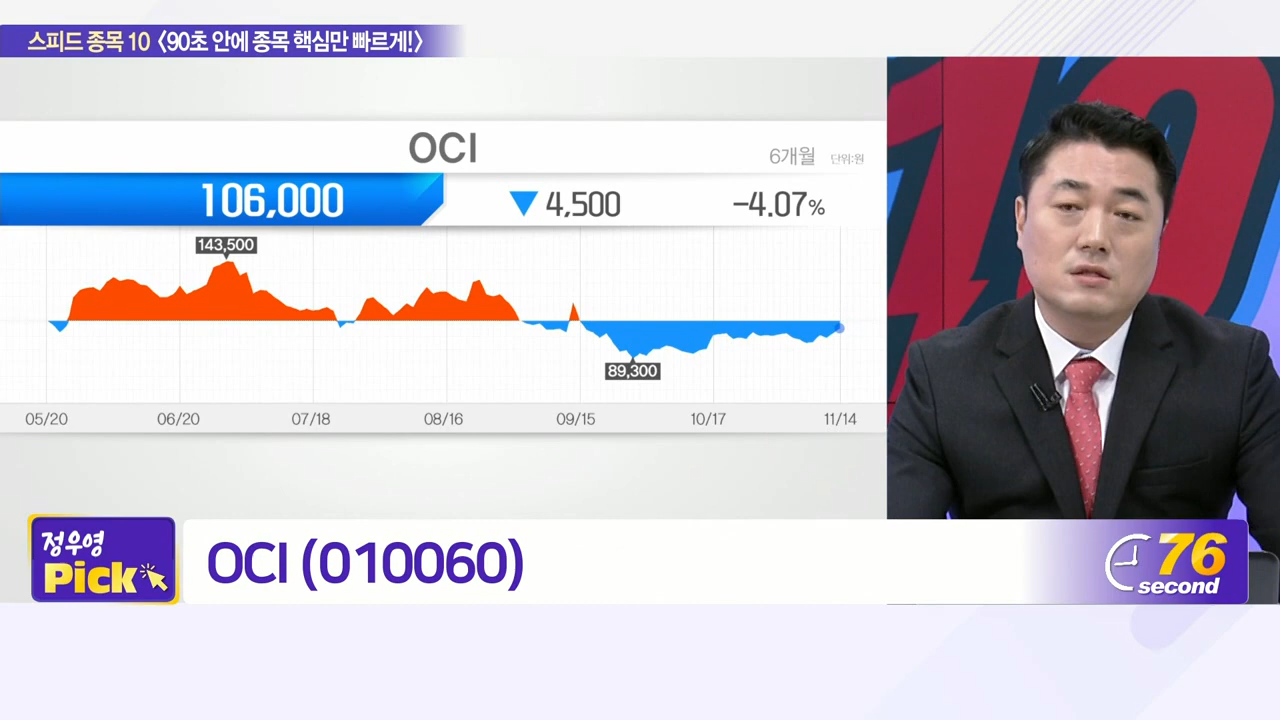 스피드 종목 10 〈90초 안에 종목 핵심만 빠르게!〉
OCI
6개월 단위:원
106,000 ▼ 4,500 -4.07%
143,500
89,300
05/20 06/20 07/18 08/16 09/15 10/17 11/14
정우영
Pick
OCI (010060)
76
second
10